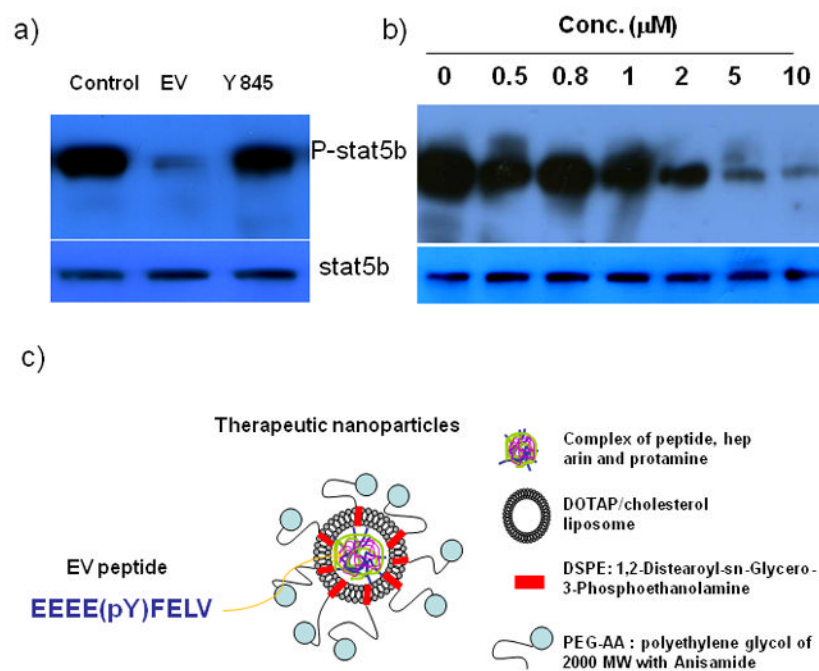 a)
Control EV Y 845
P-stat5b
stat5b
b)
Conc. (μM)
0 0.5 0.8 1 2 5 10
c)
Therapeutic nanoparticles
EV peptide
EEEE(pY)FELV
Complex of peptide, hep
arin and protamine
DOTAP/cholesterol
liposome
DSPE: 1,2-Distearoyl-sn-Glycero-
3-Phosphoethanolamine
PEG-AA : polyethylene glycol of
2000 MW with Anisamide